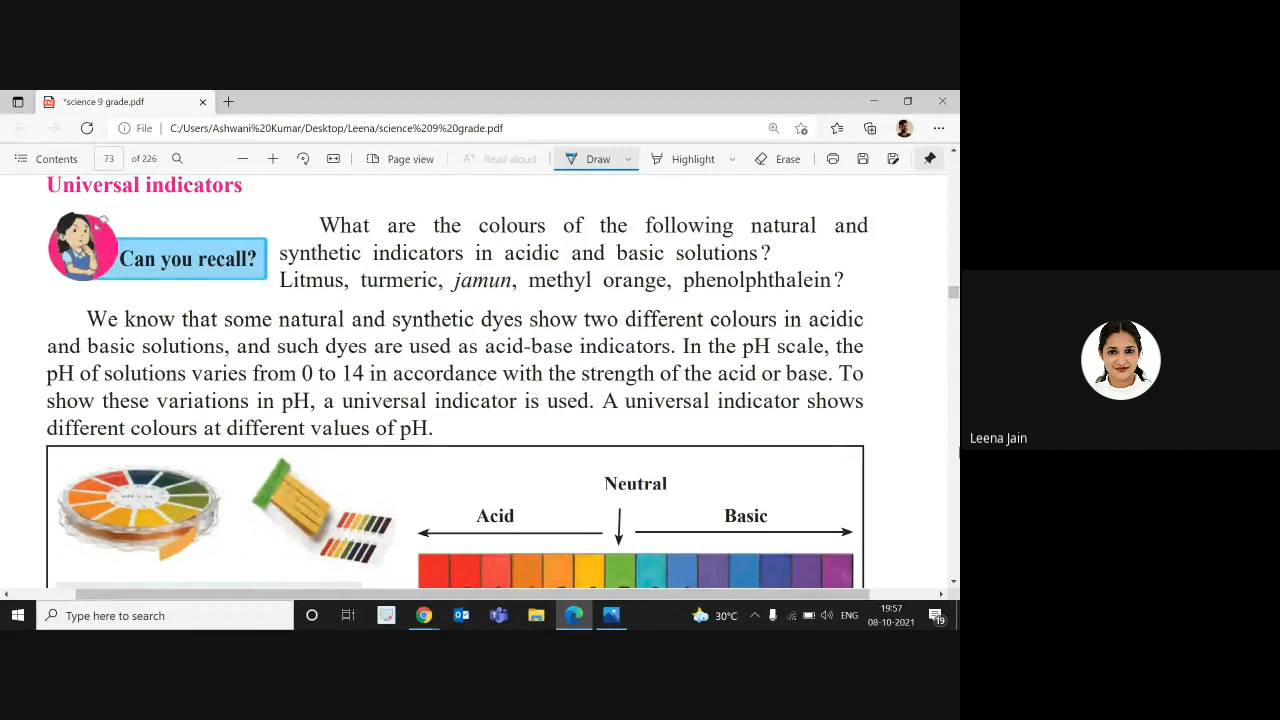 *science 9 grade.pdf
File C:/Users/Ashwani%20Kumar/Desktop/Leena/science%209%20grade.pdf
Contents 73 of 226 Page view Read aloud Draw Highlight Erase
Universal indicators
Can you recall?
What are the colours of the following natural and
synthetic indicators in acidic and basic solutions?
Litmus, turmeric, jamun, methyl orange, phenolphthalein?
We know that some natural and synthetic dyes show two different colours in acidic
and basic solutions, and such dyes are used as acid-base indicators. In the pH scale, the
pH of solutions varies from 0 to 14 in accordance with the strength of the acid or base. To
show these variations in pH, a universal indicator is used. A universal indicator shows
different colours at different values of pH.
Neutral
Acid
Basic
Leena Jain
Type here to search
30°C
ENG
19:57
08-10-2021
19